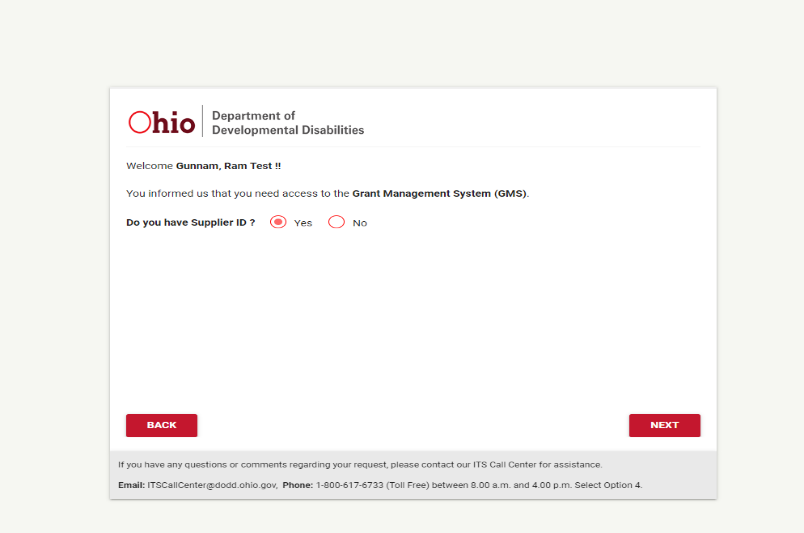 Ohio
Department of
Developmental Disabilities
Welcome Gunnam, Ram Test !!
You informed us that you need access to the Grant Management System (GMS).
Do you have Supplier ID ? Yes No
BACK NEXT
If you have any questions or comments regarding your request, please contact our ITS Call Center for assistance.
Email: ITSCallCenter@dodd.ohio.gov, Phone: 1-800-617-6733 (Toll Free) between 8.00 a.m. and 4.00 p.m. Select Option 4.